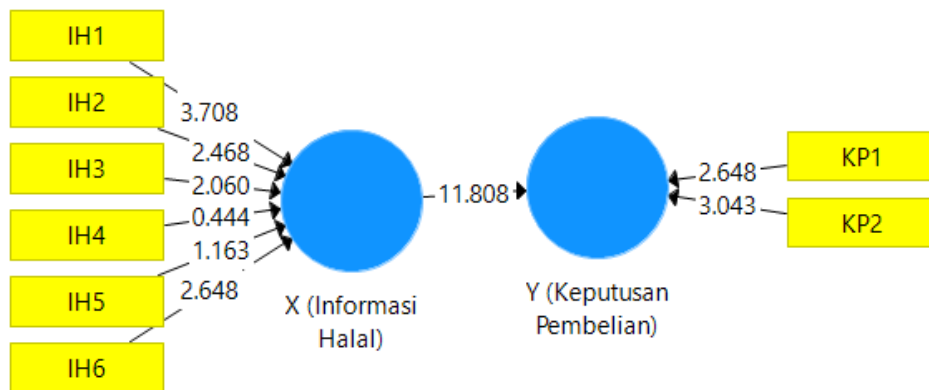 IH1
IH2
IH3
IH4
IH5
IH6
3.708
2.468
2.060
0.444
1.163
2.648
X (Informasi
Halal)
11.808
Y (Keputusan
Pembelian)
2.648
3.043
KP1
KP2